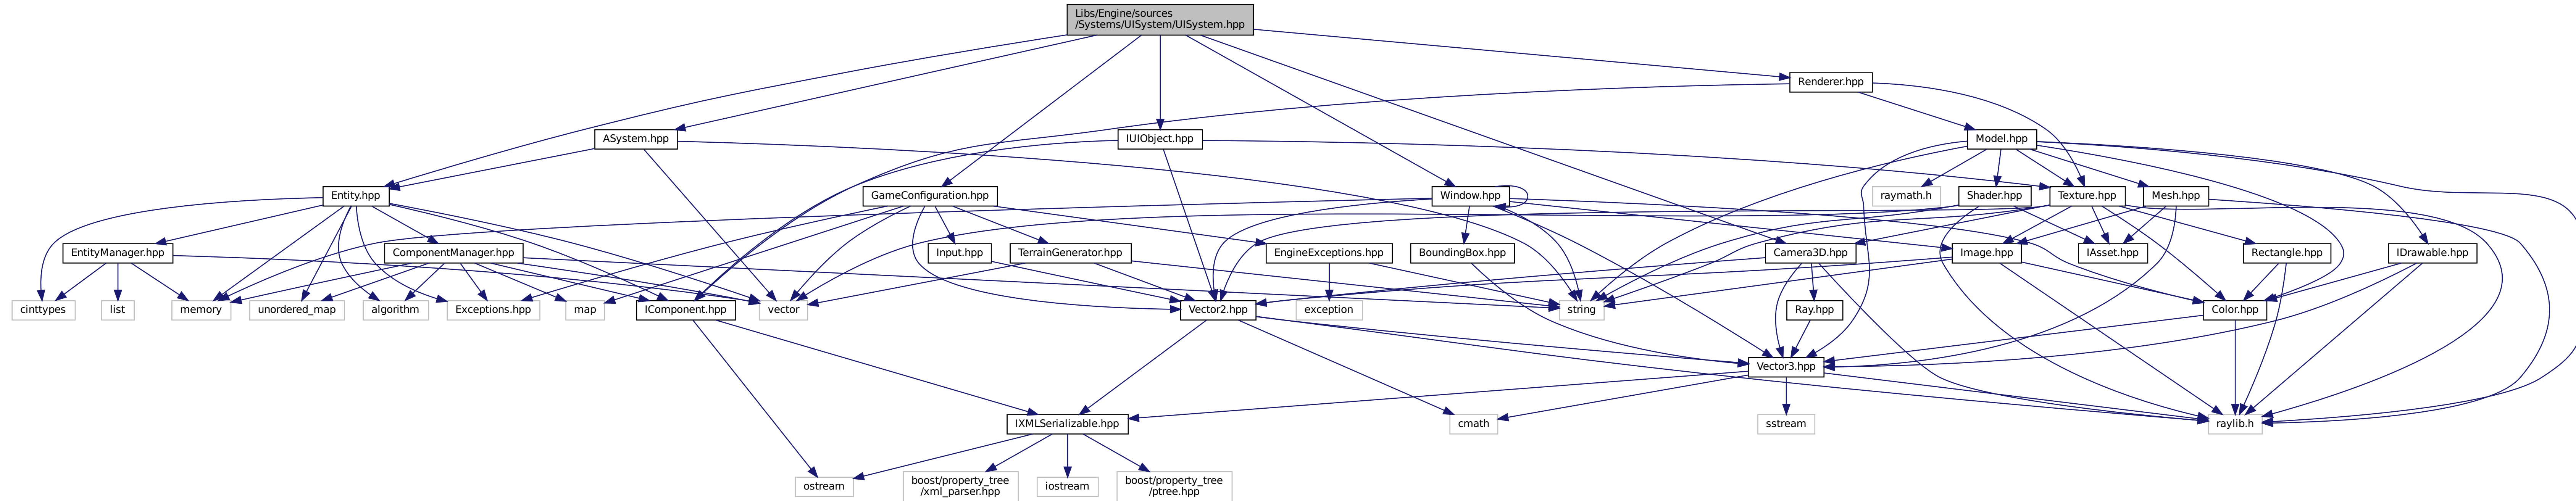 Libs/Engine/sources
/Systems/UISystem/UISystem.hpp
Renderer.hpp
ASystem.hpp
IUIObject.hpp
Model.hpp
Entity.hpp
GameConfiguration.hpp
Window.hpp
raymath.h
Shader.hpp
Texture.hpp
Mesh.hpp
EntityManager.hpp
ComponentManager.hpp
Input.hpp
TerrainGenerator.hpp
EngineExceptions.hpp
BoundingBox.hpp
Camera3D.hpp
Image.hpp
IAsset.hpp
Rectangle.hpp
IDrawable.hpp
cinttypes
list
memory
unordered_map
algorithm
Exceptions.hpp
map
IComponent.hpp
vector
Vector2.hpp
exception
string
Ray.hpp
Color.hpp
Vector3.hpp
IXMLSerializable.hpp
cmath
sstream
raylib.h
ostream
boost/property_tree
/xml_parser.hpp
iostream
boost/property_tree
/ptree.hpp